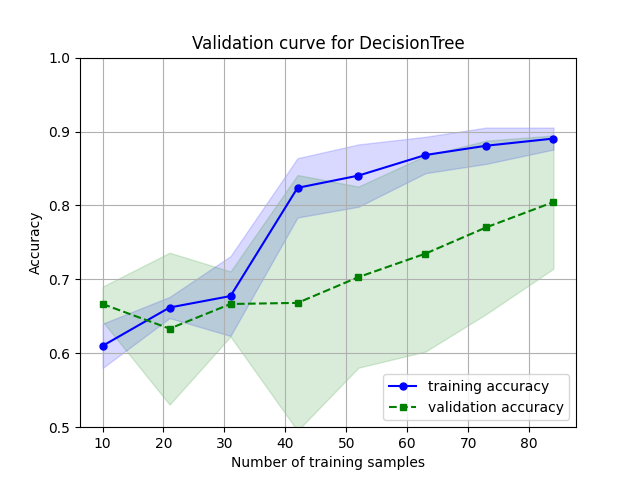 Validation curve for DecisionTree
1.0
0.9
0.8
0.7
0.6
0.5
Accuracy
training accuracy
validation accuracy
10 20 30 40 50 60 70 80
Number of training samples